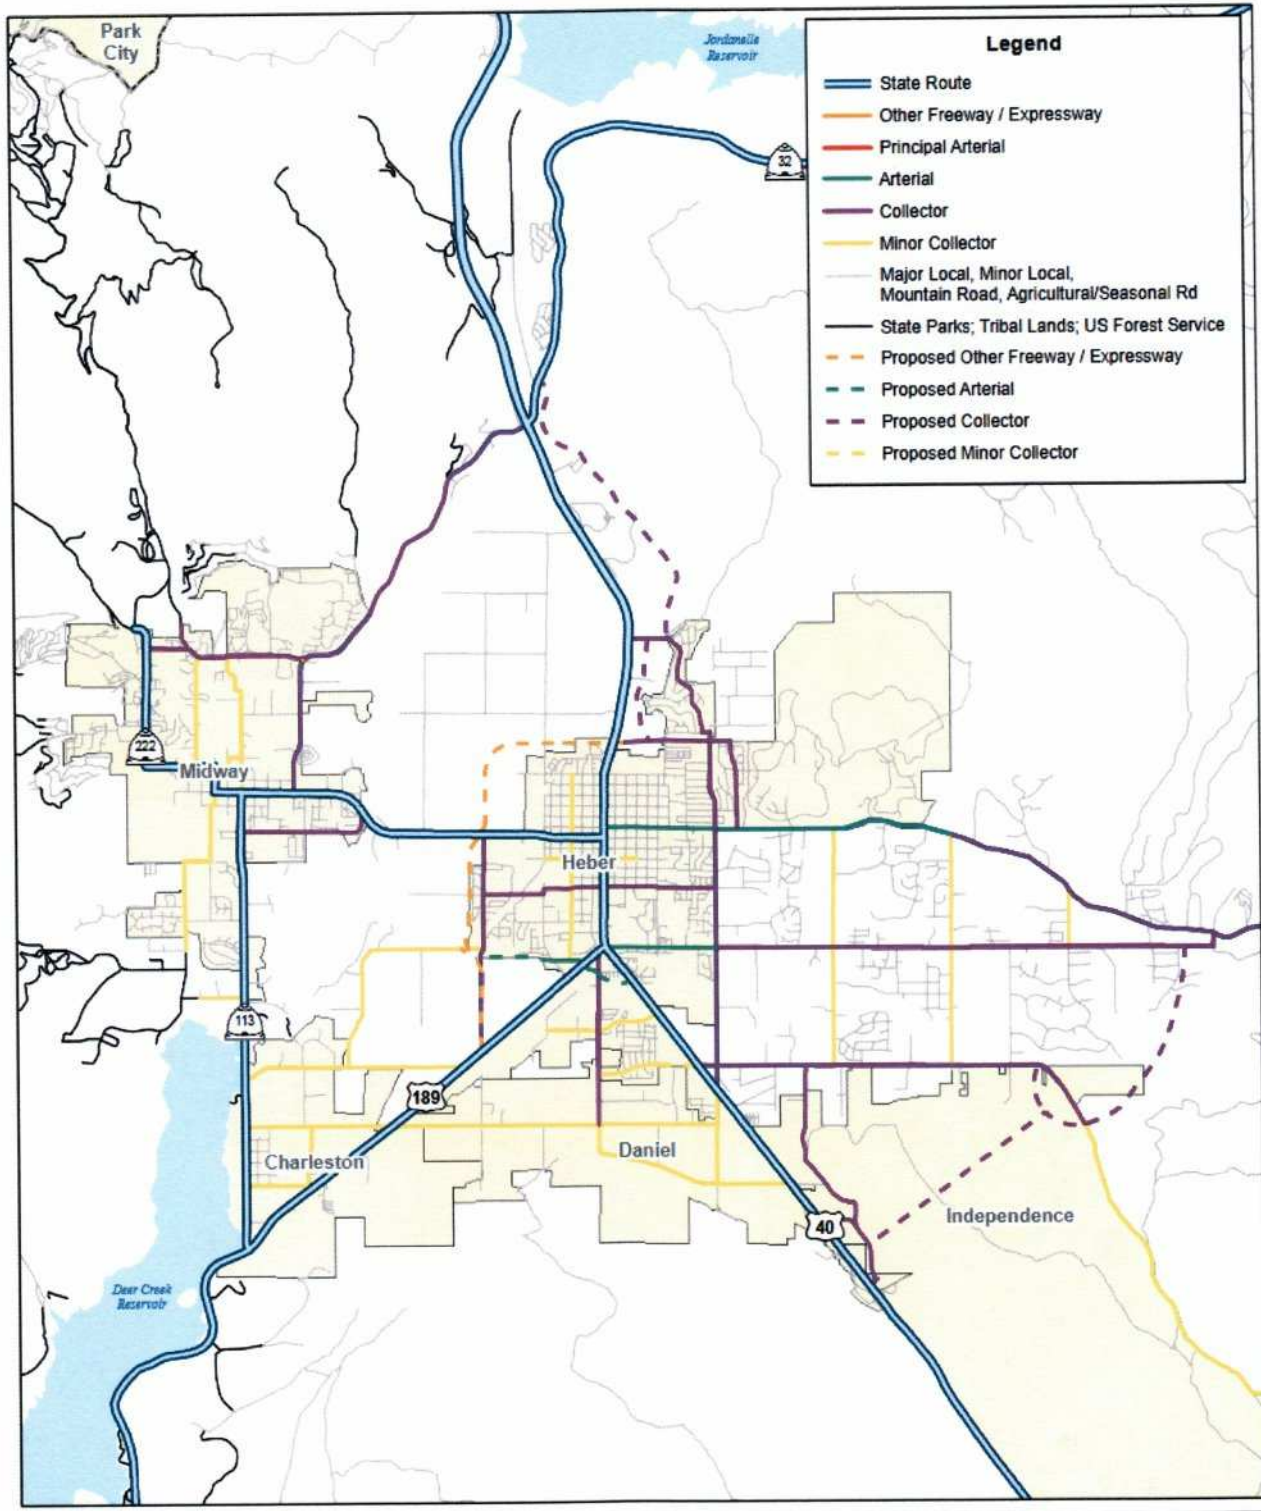 Park
City
Jordanelle
Reservoir
Legend
State Route
Other Freeway / Expressway
Principal Arterial
Arterial
Collector
Minor Collector
Major Local, Minor Local,
Mountain Road, Agricultural/Seasonal Rd
State Parks; Tribal Lands; US Forest Service
Proposed Other Freeway / Expressway
Proposed Arterial
Proposed Collector
Proposed Minor Collector
32
222
Midway
Heber
113
189
Charleston
Daniel
40
Independence
Deer Creek
Reservoir